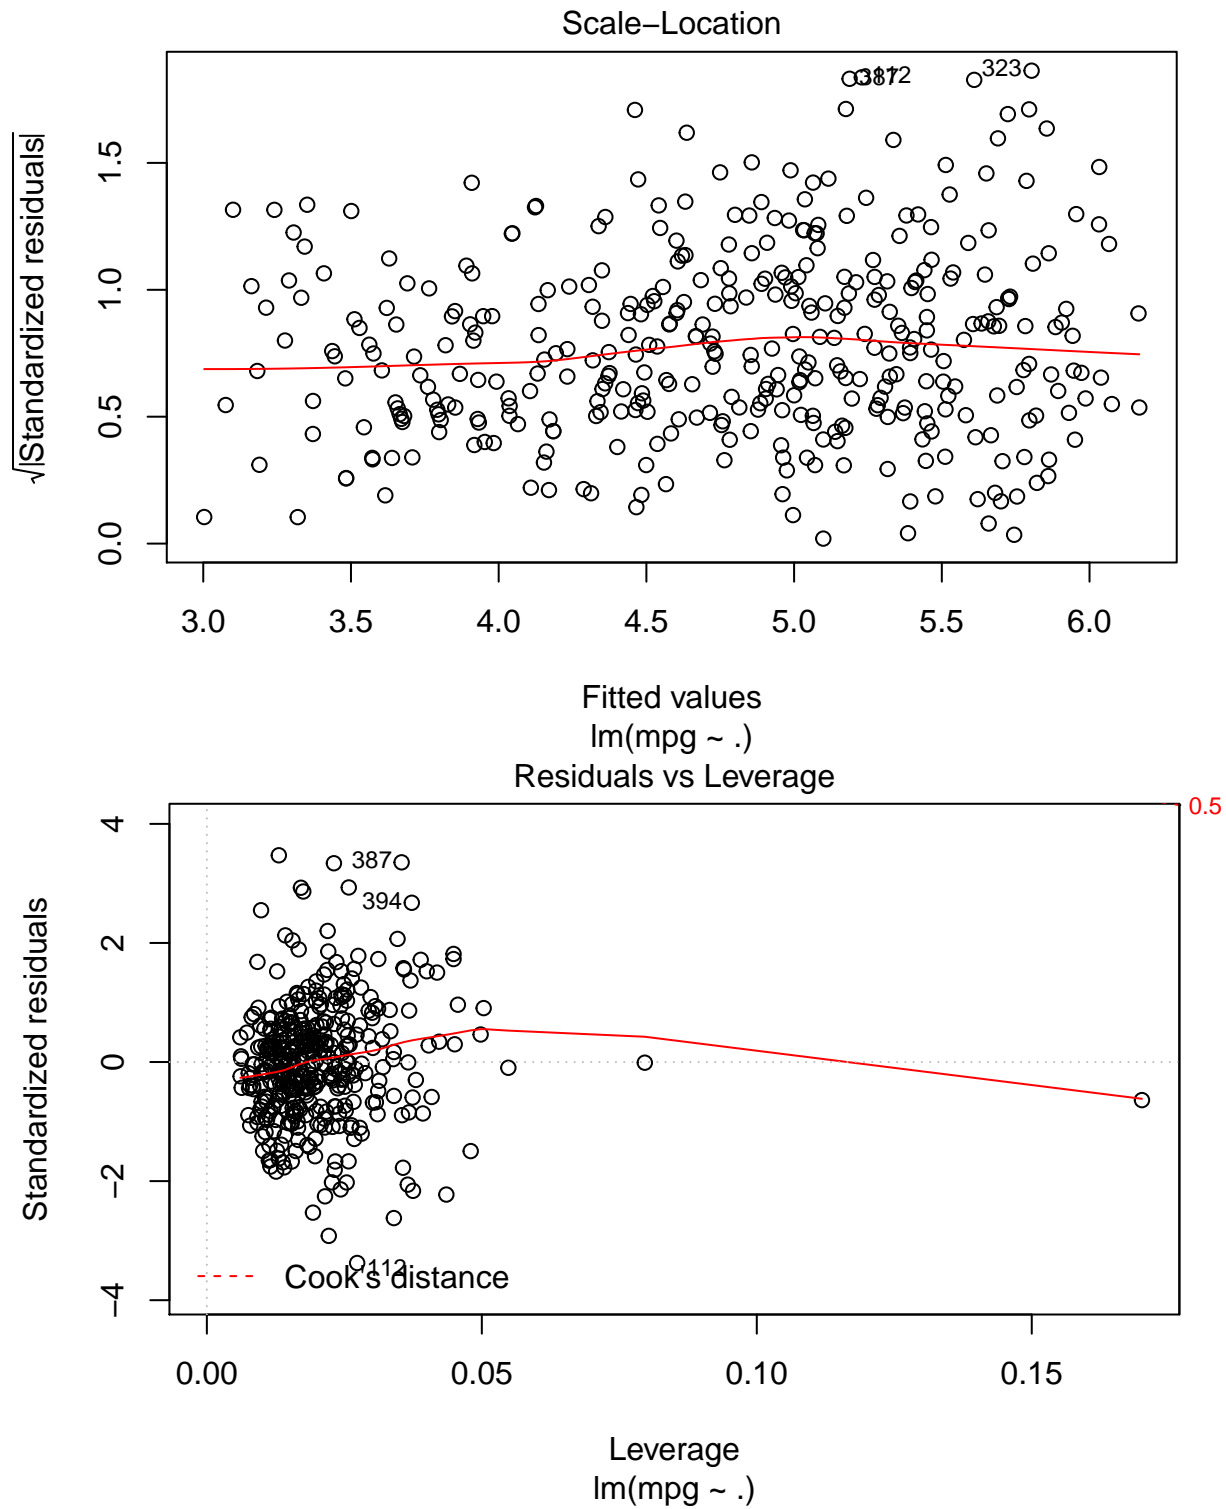 Scale−Location
√|Standardized residuals|
0.0 0.5 1.0 1.5
387 112 323
3.0 3.5 4.0 4.5 5.0 5.5 6.0
Fitted values
lm(mpg ~ .)
Residuals vs Leverage
Standardized residuals
−4 −2 0 2 4
0.5
387
394
112
Cook's distance
0.00 0.05 0.10 0.15
Leverage
lm(mpg ~ .)